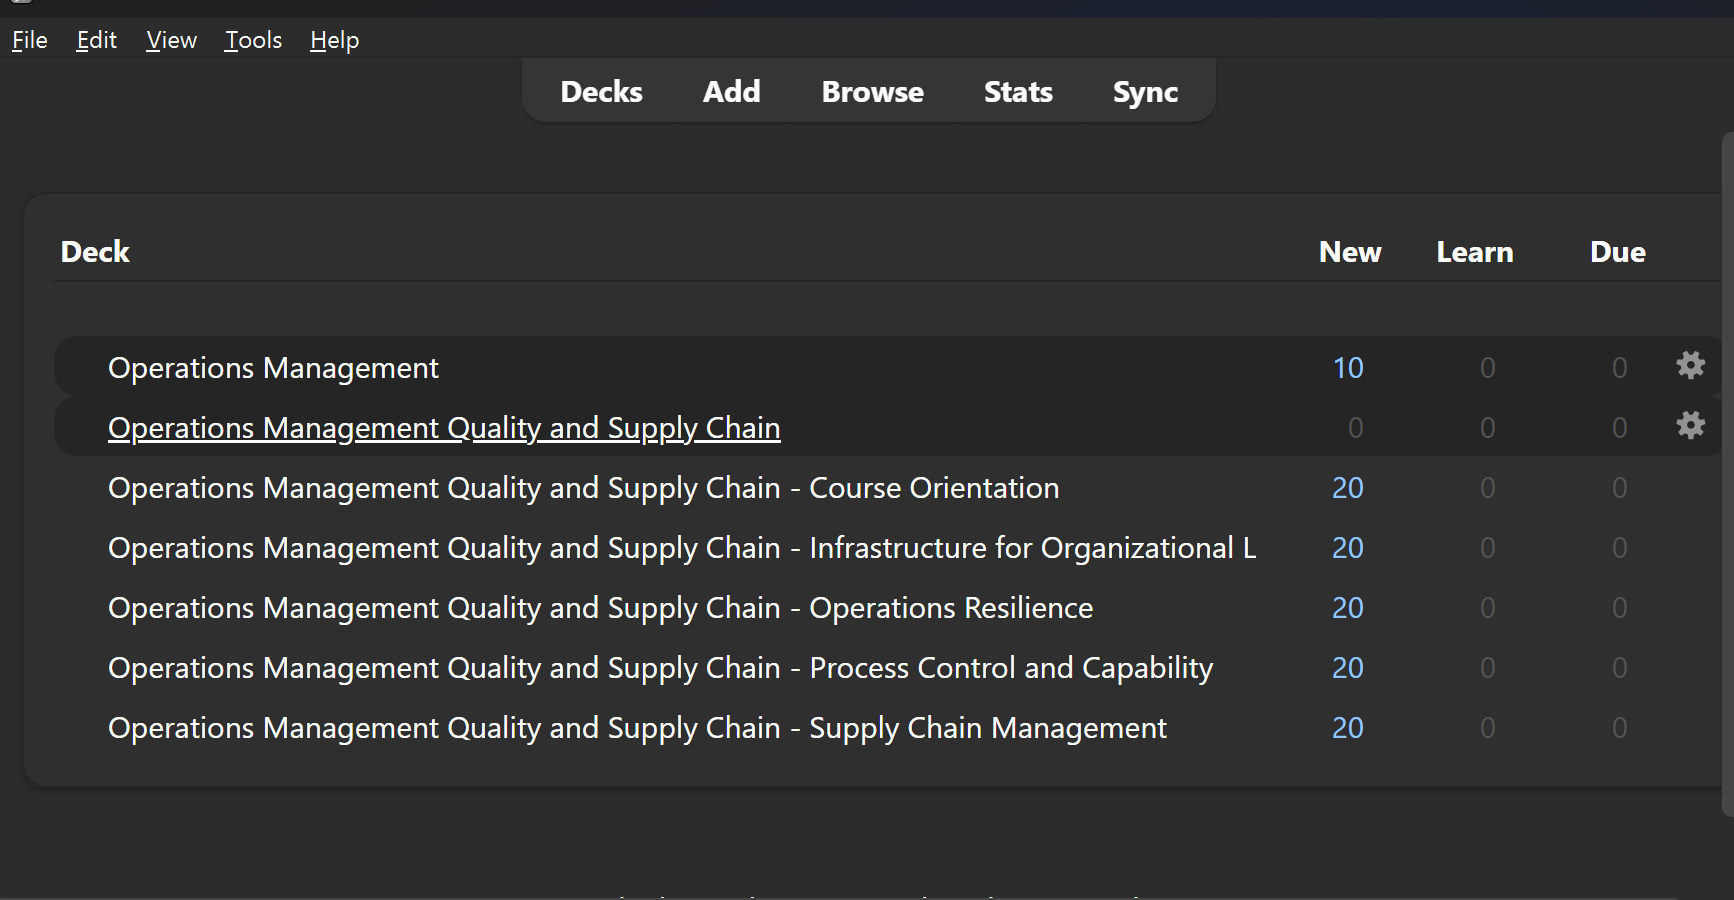 File Edit View Tools Help
Decks Add Browse Stats Sync
Deck New Learn Due
Operations Management 10 0 0
Operations Management Quality and Supply Chain 0 0 0
Operations Management Quality and Supply Chain - Course Orientation 20 0 0
Operations Management Quality and Supply Chain - Infrastructure for Organizational L 20 0 0
Operations Management Quality and Supply Chain - Operations Resilience 20 0 0
Operations Management Quality and Supply Chain - Process Control and Capability 20 0 0
Operations Management Quality and Supply Chain - Supply Chain Management 20 0 0